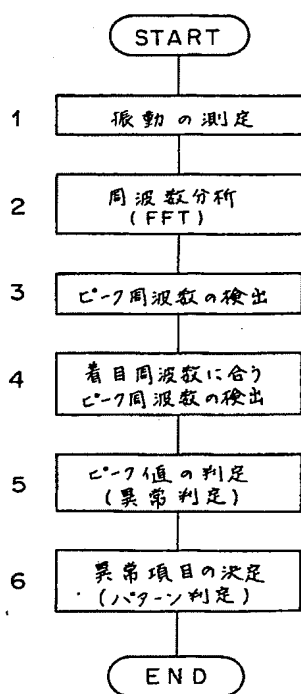 START
1
振動の測定
2
周波数分析
(FFT)
3
ピーク周波数の検出
4
着目周波数に合う
ピーク周波数の検出
5
ピーク値の判定
(異常判定)
6
異常項目の決定
(パターン判定)
END